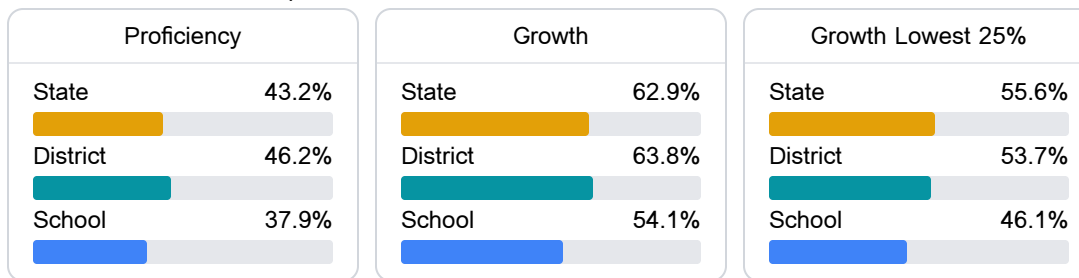 Proficiency
State 43.2%
District 46.2%
School 37.9%
Growth
State 62.9%
District 63.8%
School 54.1%
Growth Lowest 25%
State 55.6%
District 53.7%
School 46.1%